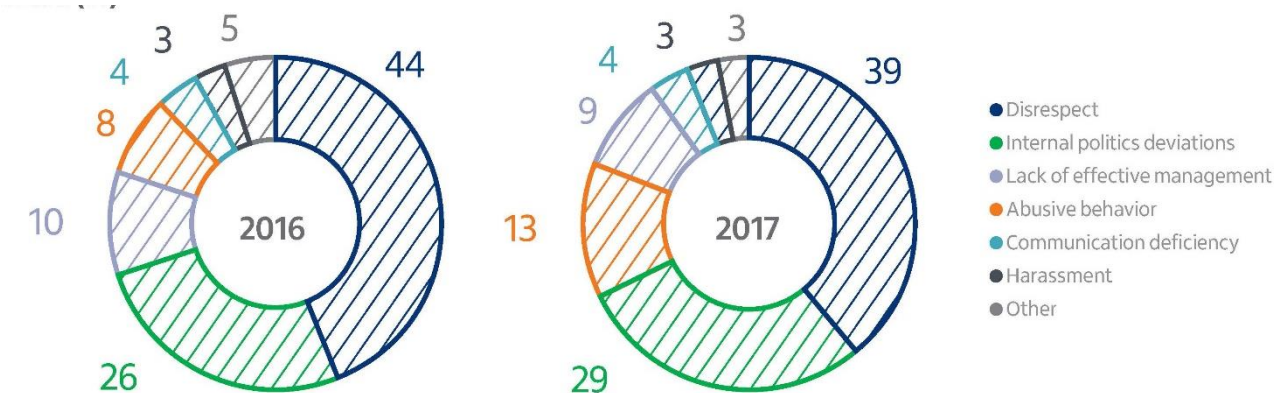 3
5
4
44
8
10
2016
26
3
3
4
39
9
13
2017
29
Disrespect
Internal politics deviations
Lack of effective management
Abusive behavior
Communication deficiency
Harassment
Other